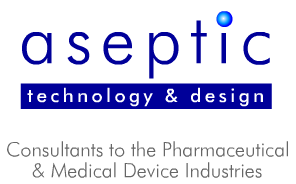 aseptic
technology & design
Consultants to the Pharmaceutical
& Medical Device Industries